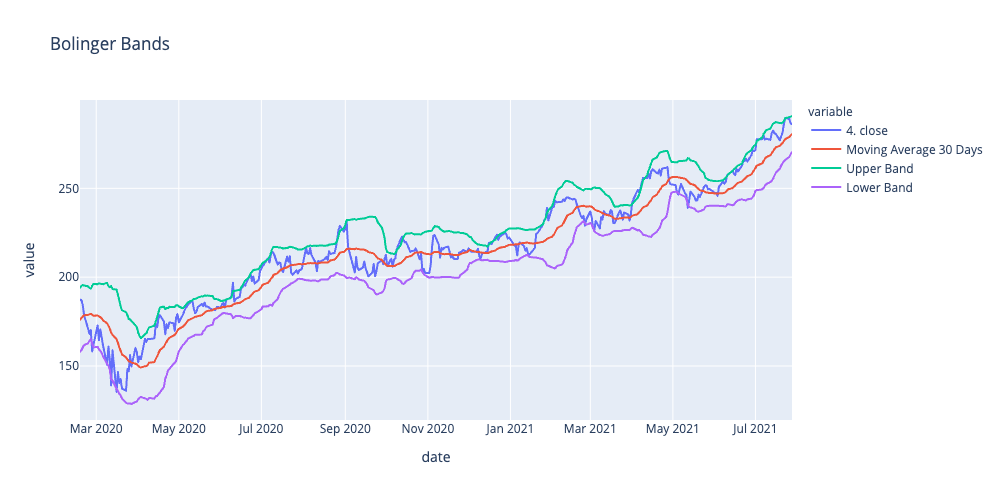 Bolinger Bands
variable
4. close
Moving Average 30 Days
Upper Band
Lower Band
250
200
150
value
Mar 2020 May 2020 Jul 2020 Sep 2020 Nov 2020 Jan 2021 Mar 2021 May 2021 Jul 2021
date